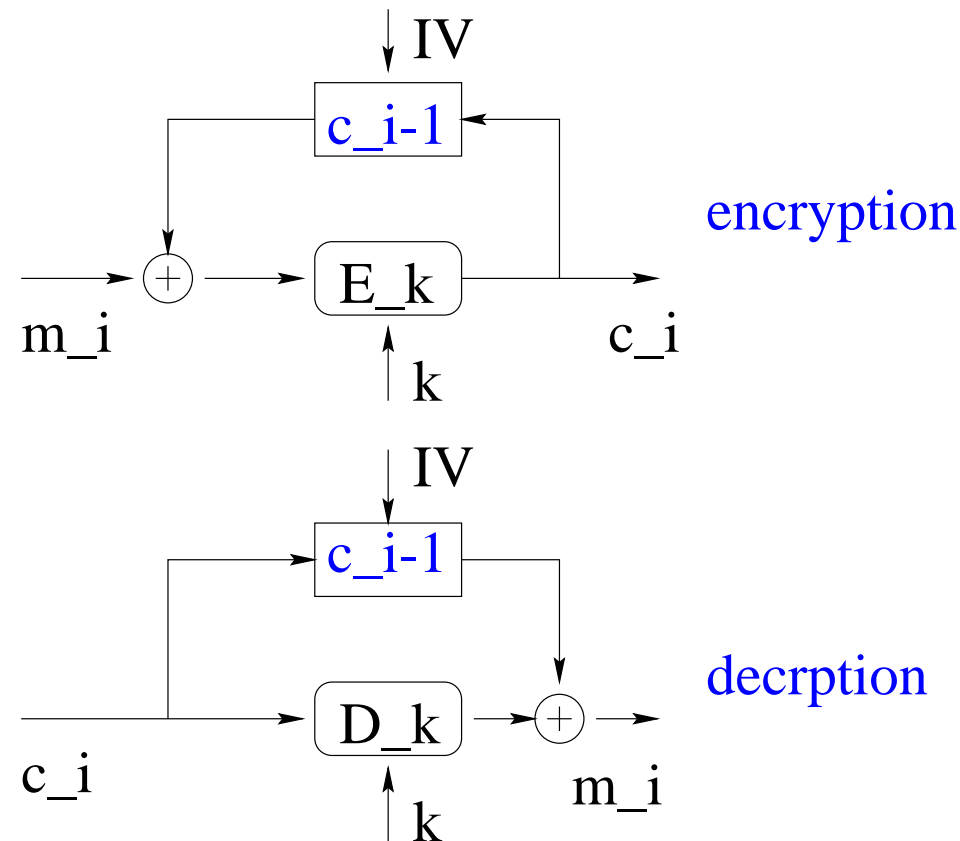 IV
c_i-1
encryption
E_k
m_i
c_i
k
IV
c_i-1
decrption
D_k
c_i
m_i
k